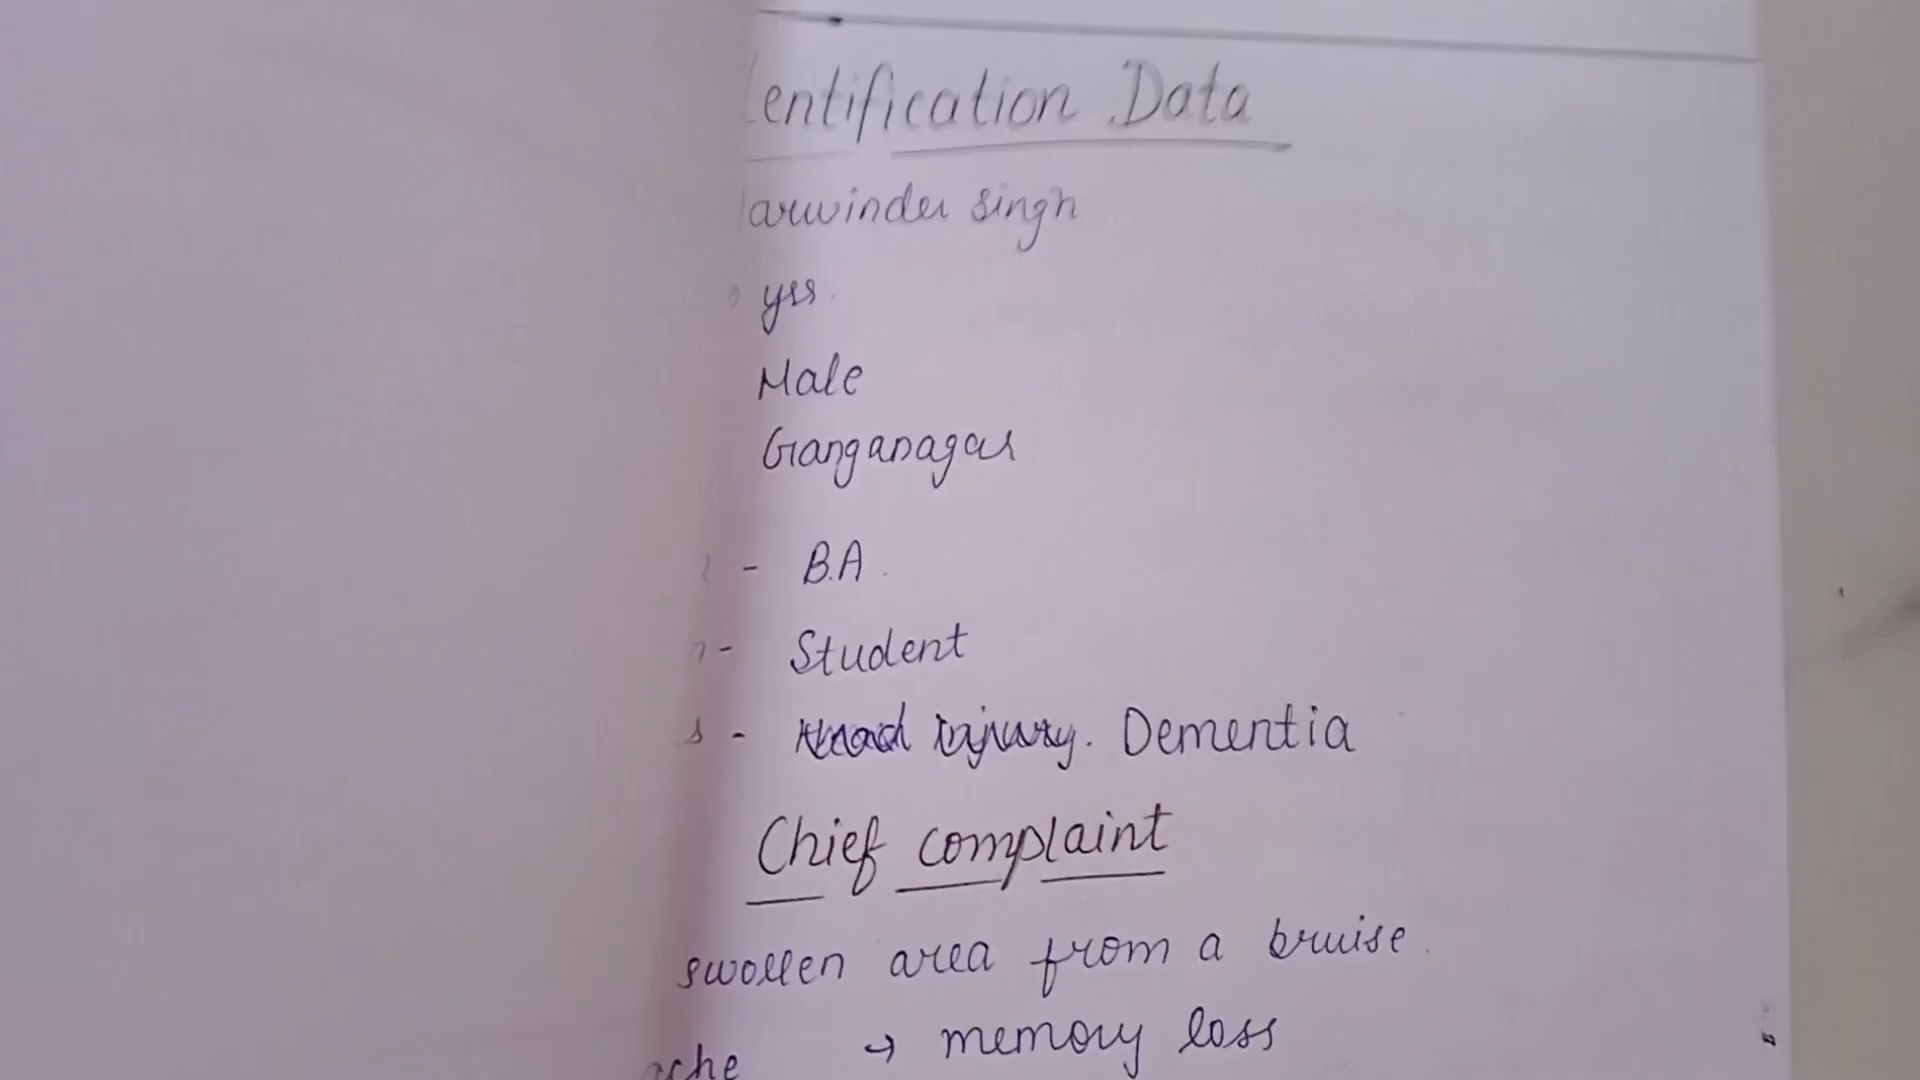 entification Data
arwinder singh
yrs.
Male
Ganganagar
- B.A.
- Student
- Head Injury. Dementia
Chief complaint
swollen area from a bruise.
ache → memory loss